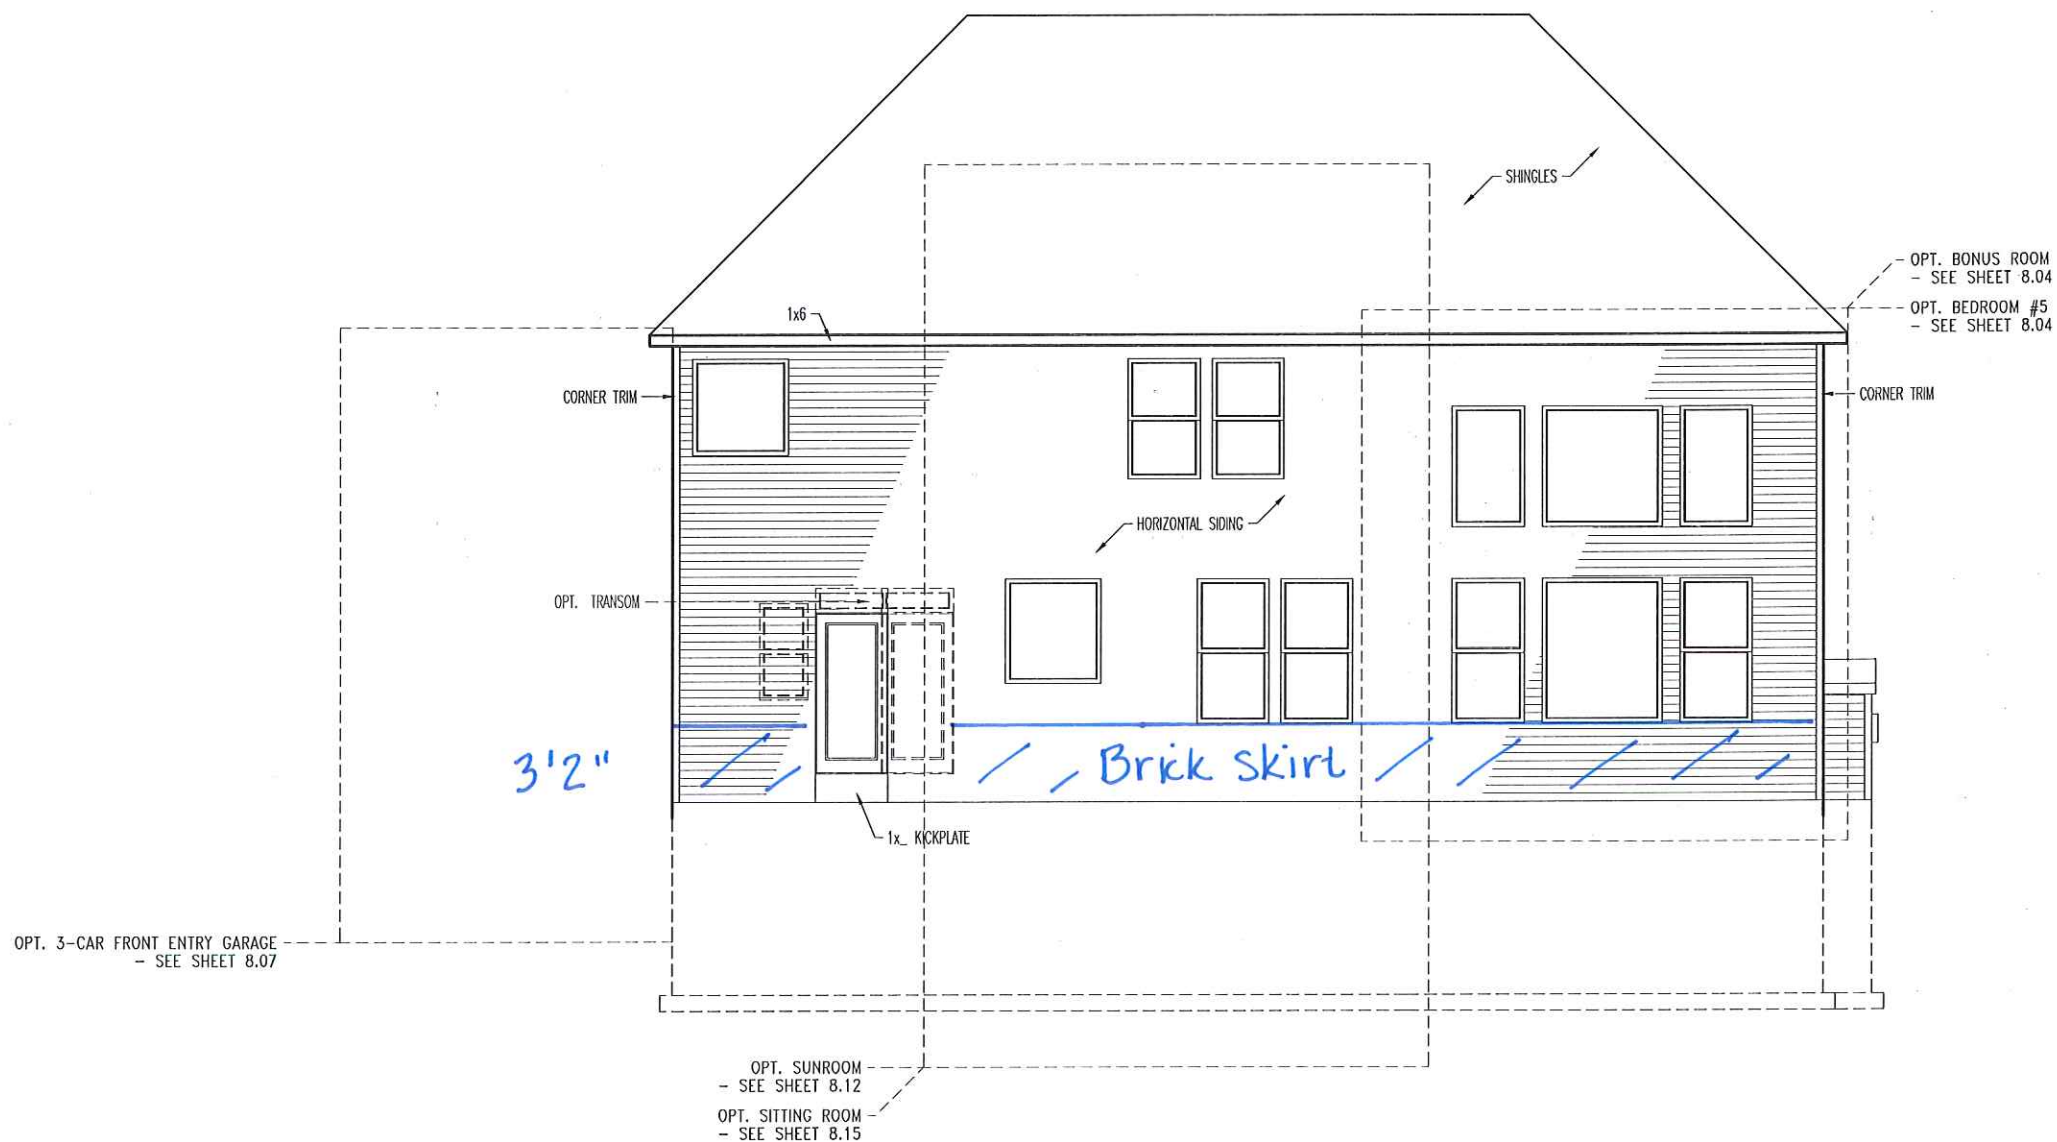 SHINGLES
OPT. BONUS ROOM
- SEE SHEET 8.04
OPT. BEDROOM #5
- SEE SHEET 8.04
1x6
CORNER TRIM
CORNER TRIM
HORIZONTAL SIDING
OPT. TRANSOM
3'2"
Brick Skirt
1x_ KICKPLATE
OPT. 3-CAR FRONT ENTRY GARAGE
- SEE SHEET 8.07
OPT. SUNROOM
- SEE SHEET 8.12
OPT. SITTING ROOM
- SEE SHEET 8.15